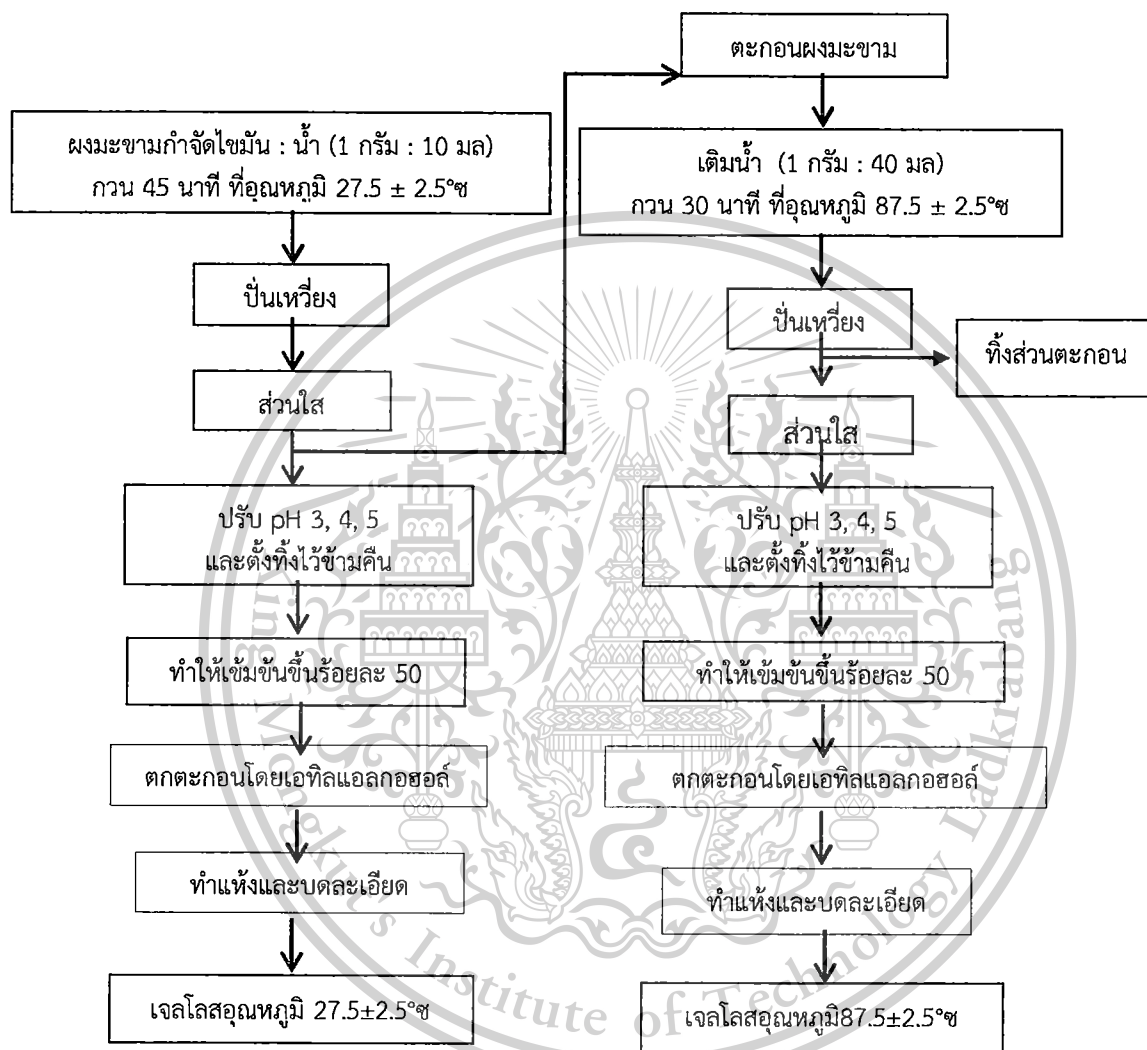 ผงมะขามกำจัดไขมัน : น้ำ (1 กรัม : 10 มล)
กวน 45 นาที ที่อุณหภูมิ 27.5 ± 2.5°ซ
ปั่นเหวี่ยง
ส่วนใส
ปรับ pH 3, 4, 5
และตั้งทิ้งไว้ข้ามคืน
ทำให้เข้มข้นขึ้นร้อยละ 50
ตกตะกอนโดยเอทิลแอลกอฮอล์
ทำแห้งและบดละเอียด
เจลโลสอุณหภูมิ 27.5±2.5°ซ
ตะกอนผงมะขาม
เติมน้ำ (1 กรัม : 40 มล)
กวน 30 นาที ที่อุณหภูมิ 87.5 ± 2.5°ซ
ปั่นเหวี่ยง
ทิ้งส่วนตะกอน
ส่วนใส
ปรับ pH 3, 4, 5
และตั้งทิ้งไว้ข้ามคืน
ทำให้เข้มข้นขึ้นร้อยละ 50
ตกตะกอนโดยเอทิลแอลกอฮอล์
ทำแห้งและบดละเอียด
เจลโลสอุณหภูมิ87.5±2.5°ซ
King Mongkut's Institute of Technology Ladkrabang